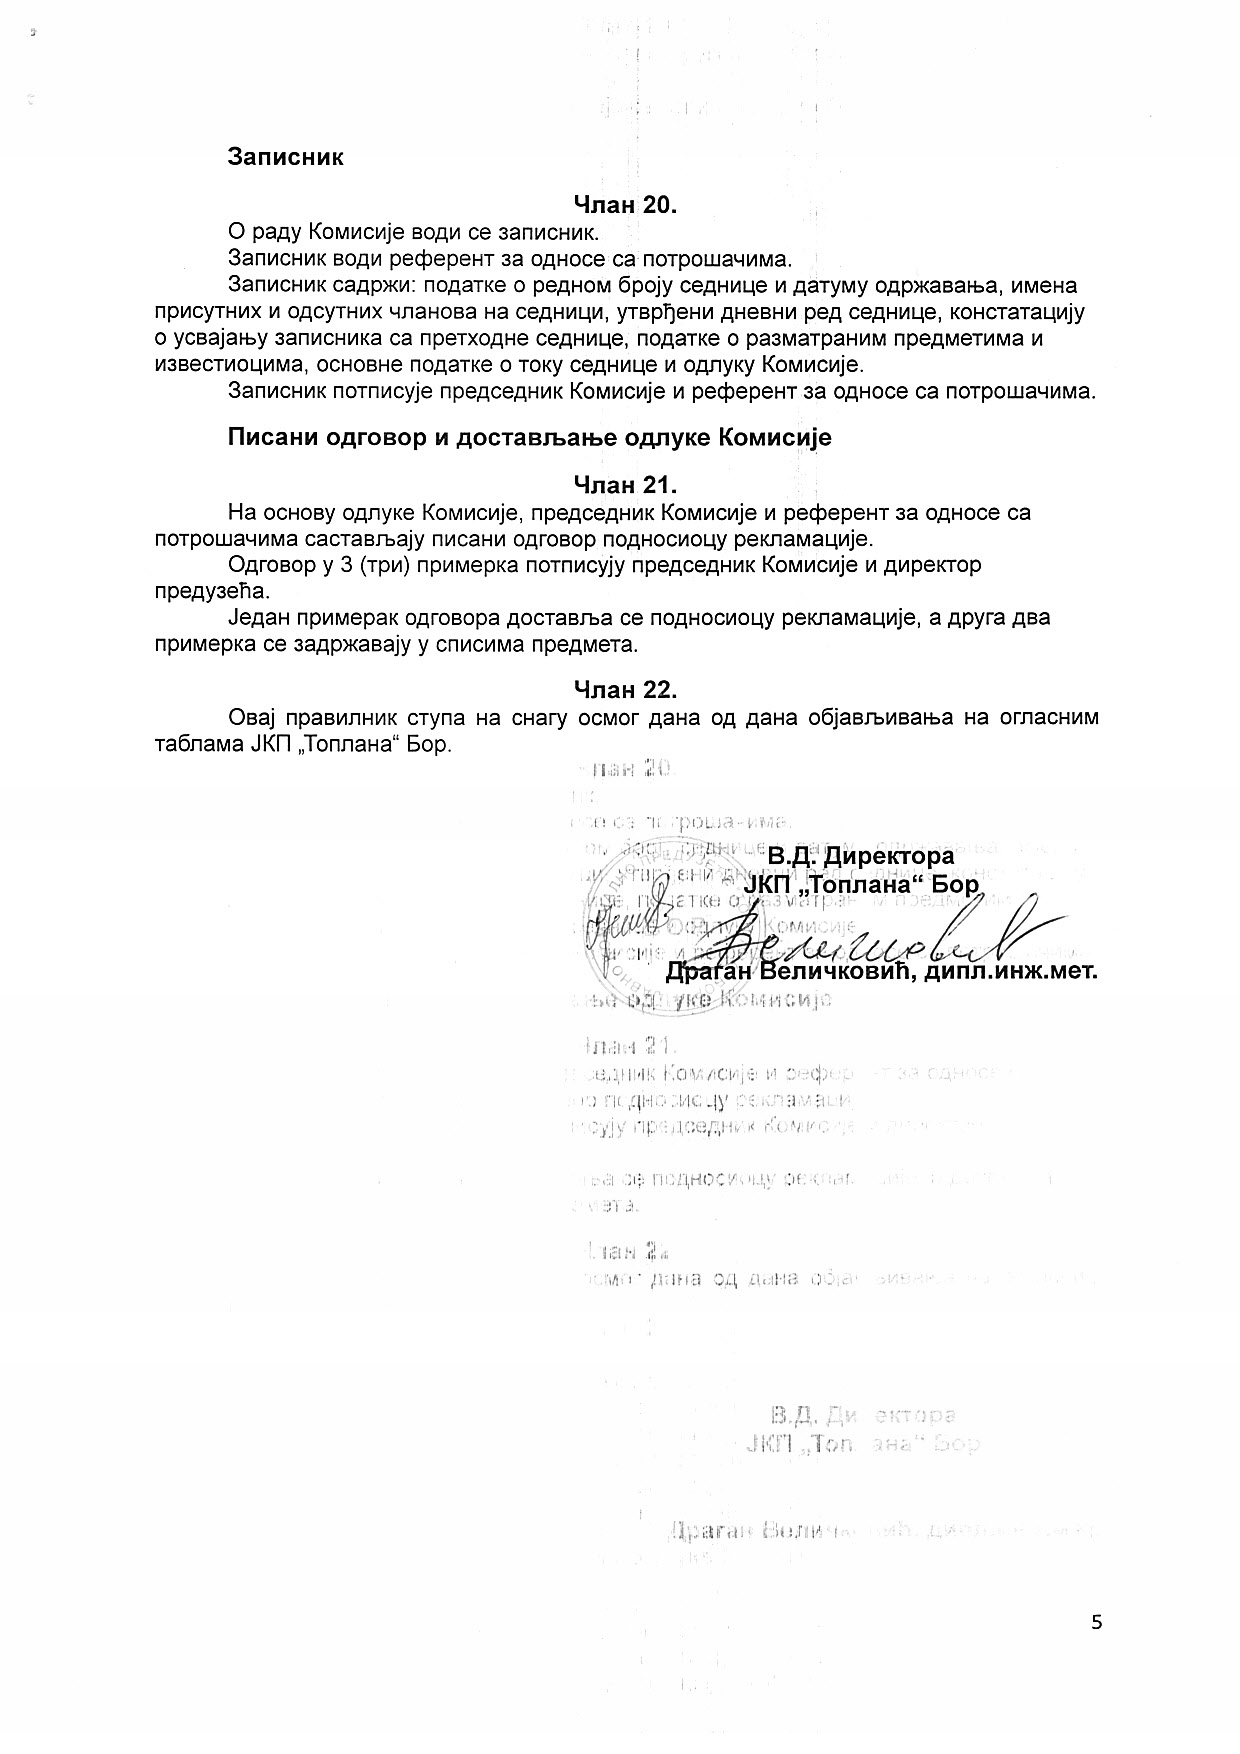 Записник
Члан 20.
О раду Комисије води се записник.
Записник води референт за односе са потрошачима.
Записник садржи: податке о редном броју седнице и датуму одржавања, имена
присутних и одсутних чланова на седници, утврђени дневни ред седнице, констатацију
о усвајању записника са претходне седнице, податке о разматраним предметима и
известиоцима, основне податке о току седнице и одлуку Комисије.
Записник потписује председник Комисије и референт за односе са потрошачима.
Писани одговор и достављање одлуке Комисије
Члан 21.
На основу одлуке Комисије, председник Комисије и референт за односе са
потрошачима састављају писани одговор подносиоцу рекламације.
Одговор у 3 (три) примерка потписују председник Комисије и директор
предузећа.
Један примерак одговора доставља се подносиоцу рекламације, а друга два
примерка се задржавају у списима предмета.
Члан 22.
Овај правилник ступа на снагу осмог дана од дана објављивања на огласним
таблама ЈКП „Топлана“ Бор.
В.Д. Директора
ЈКП „Топлана“ Бор
Драган Величковић, дипл.инж.мет.
5